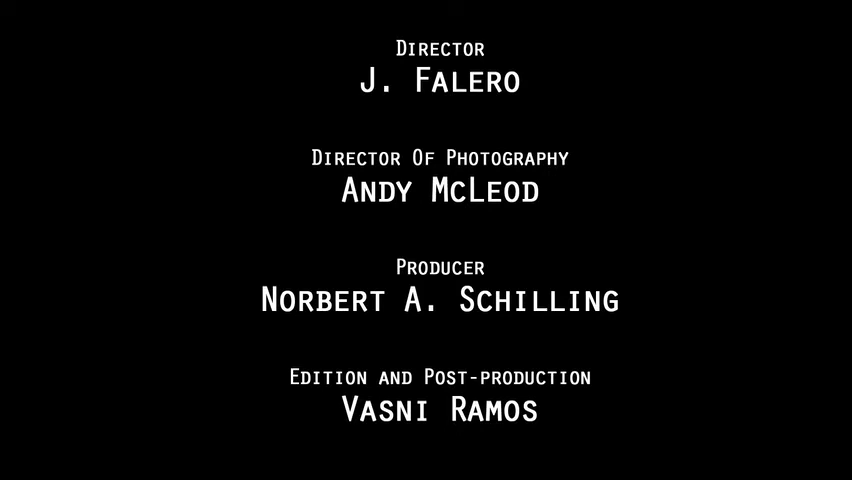 Director
J. Falero
Director Of Photography
Andy McLeod
Producer
Norbert A. Schilling
Edition and Post-production
Vasni Ramos